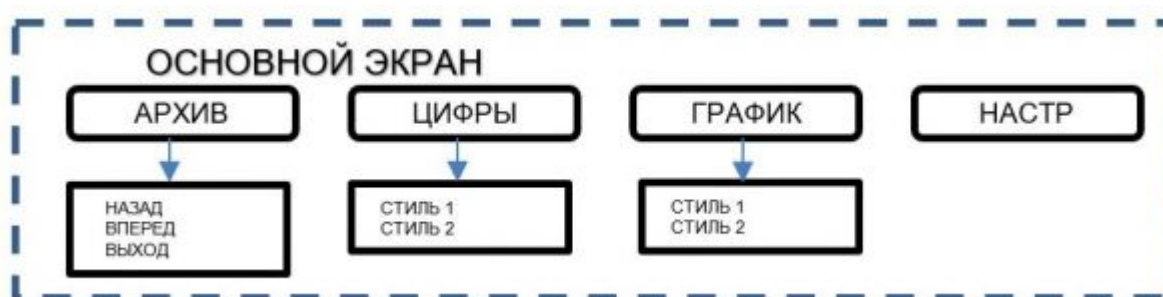 ОСНОВНОЙ ЭКРАН
АРХИВ
ЦИФРЫ
ГРАФИК
НАСТР
НАЗАД
ВПЕРЕД
ВЫХОД
СТИЛЬ 1
СТИЛЬ 2
СТИЛЬ 1
СТИЛЬ 2